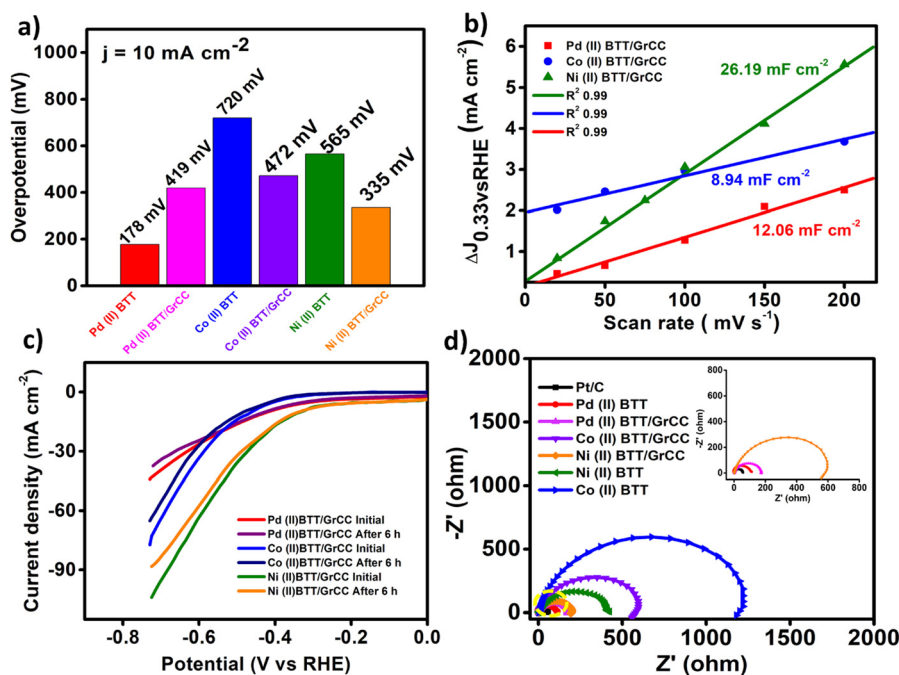 a)
j = 10 mA cm-2
Overpotential (mV)
1000
800
600
400
200
0
178 mV
419 mV
720 mV
472 mV
565 mV
335 mV
Pd (II) BTT
Pd (II) BTT/GrCC
Co (II) BTT
Co (II) BTT/GrCC
Ni (II) BTT
Ni (II) BTT/GrCC
b)
ΔJ0.33vsRHE (mA cm-2)
6
5
4
3
2
1
Pd (II) BTT/GrCC
Co (II) BTT/GrCC
Ni (II) BTT/GrCC
R2 0.99
R2 0.99
R2 0.99
26.19 mF cm-2
8.94 mF cm-2
12.06 mF cm-2
0
50
100
150
200
Scan rate ( mV s-1)
c)
Current density (mA cm-2)
0
-30
-60
-90
Pd (II)BTT/GrCC Initial
Pd (II)BTT/GrCC After 6 h
Co (II)BTT/GrCC Initial
Co (II)BTT/GrCC After 6 h
Ni (II)BTT/GrCC Initial
Ni (II)BTT/GrCC After 6 h
-0.8
-0.6
-0.4
-0.2
0.0
Potential (V vs RHE)
d)
-Z' (ohm)
2000
1500
1000
500
0
Pt/C
Pd (II) BTT
Pd (II) BTT/GrCC
Co (II) BTT/GrCC
Ni (II) BTT/GrCC
Ni (II) BTT
Co (II) BTT
-Z' (ohm)
800
600
400
200
0
0
200
400
600
800
Z' (ohm)
0
500
1000
1500
2000
Z' (ohm)